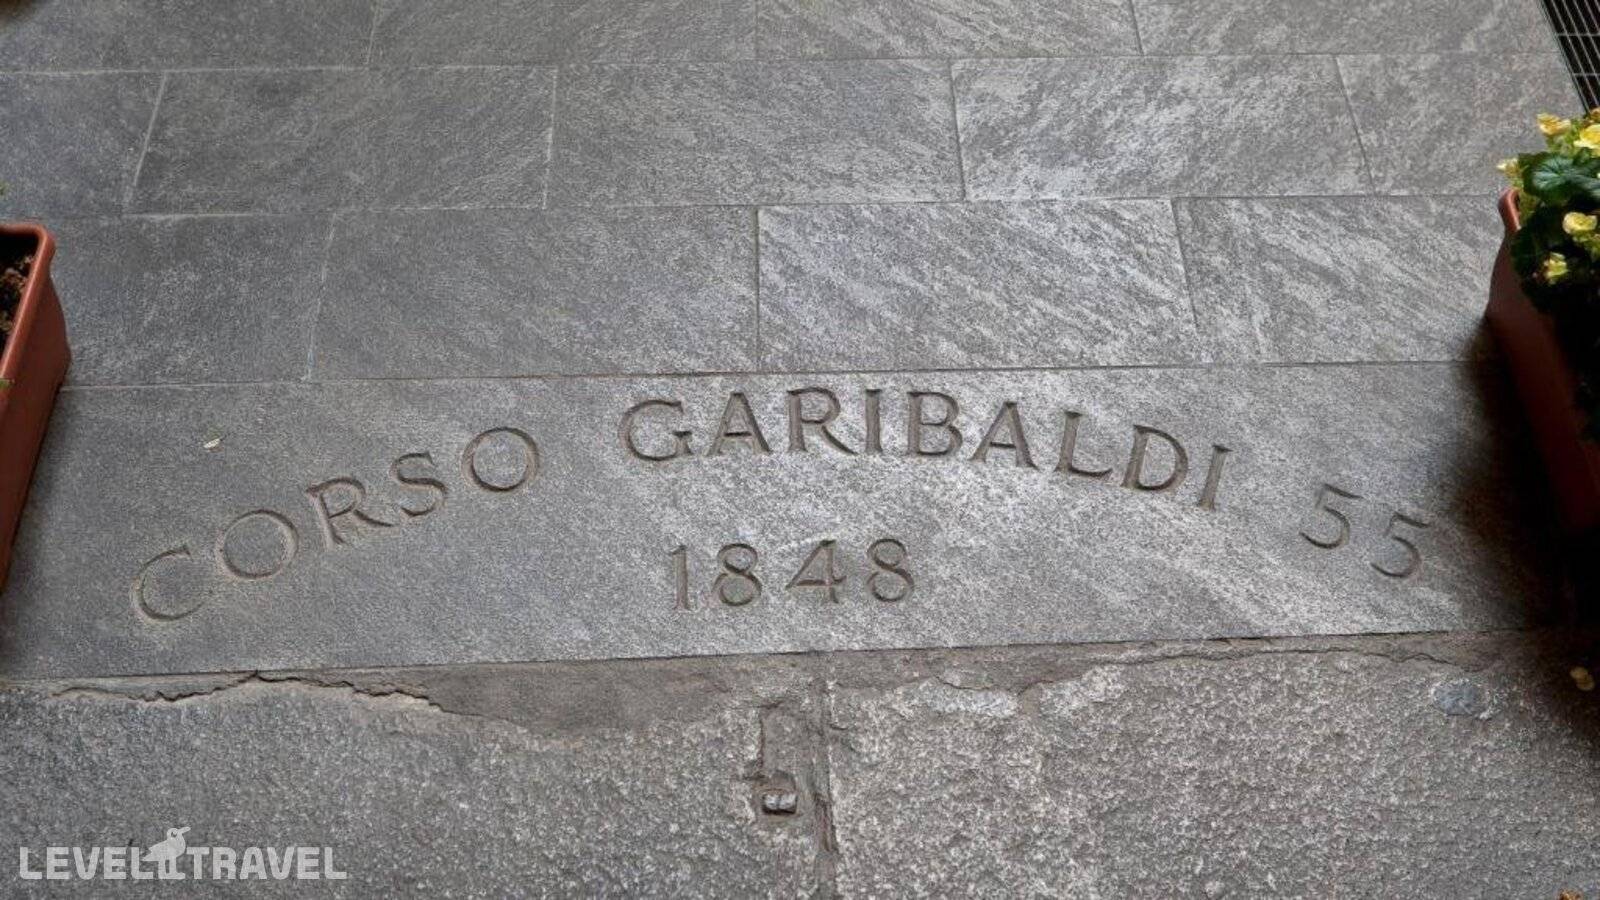 CORSO GARIBALDI 55
1848
LEVEL TRAVEL